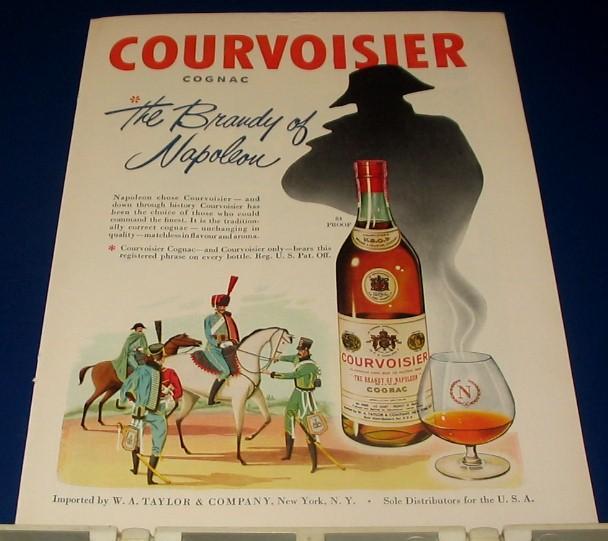 COURVOISIER
COGNAC
* the Brandy of
Napoleon
Napoleon chose Courvoisier — and
down through history Courvoisier has
been the choice of those who could
command the finest. It is the tradition-
ally correct cognac — unchanging in
quality — matchless in flavour and aroma.
* Courvoisier Cognac — and Courvoisier only — bears this
registered phrase on every bottle. Reg. U. S. Pat. Off.
84
PROOF
V.S.O.P
COURVOISIER
THE BRANDY OF NAPOLEON
COGNAC
N
Imported by W. A. TAYLOR & COMPANY, New York, N. Y. • Sole Distributors for the U. S. A.